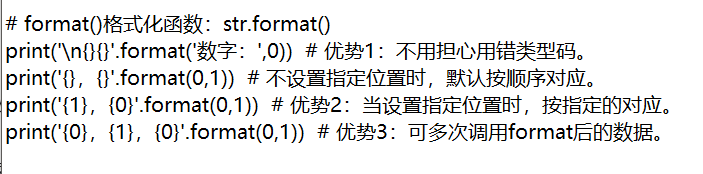 # format()格式化函数：str.format()
print('\n{}{}'.format('数字：',0))  # 优势1：不用担心用错类型码。
print('{}，{}'.format(0,1))  # 不设置指定位置时，默认按顺序对应。
print('{1}，{0}'.format(0,1))  # 优势2：当设置指定位置时，按指定的对应。
print('{0}，{1}，{0}'.format(0,1))  # 优势3：可多次调用format后的数据。